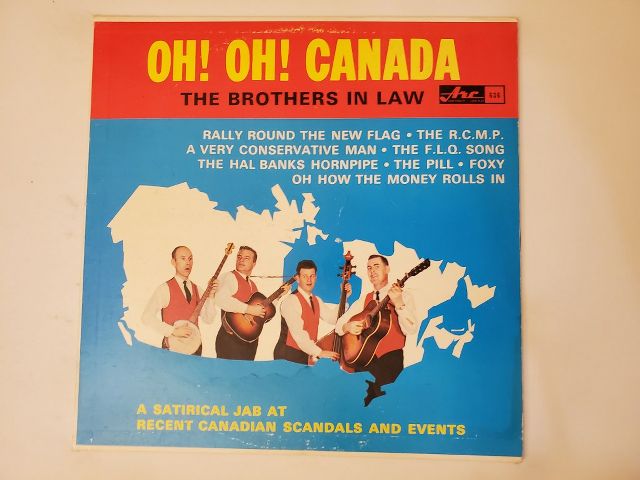 OH! OH! CANADA
THE BROTHERS IN LAW
Arc
636
RALLY ROUND THE NEW FLAG • THE R.C.M.P.
A VERY CONSERVATIVE MAN • THE F.L.Q. SONG
THE HAL BANKS HORNPIPE • THE PILL • FOXY
OH HOW THE MONEY ROLLS IN
A SATIRICAL JAB AT
RECENT CANADIAN SCANDALS AND EVENTS